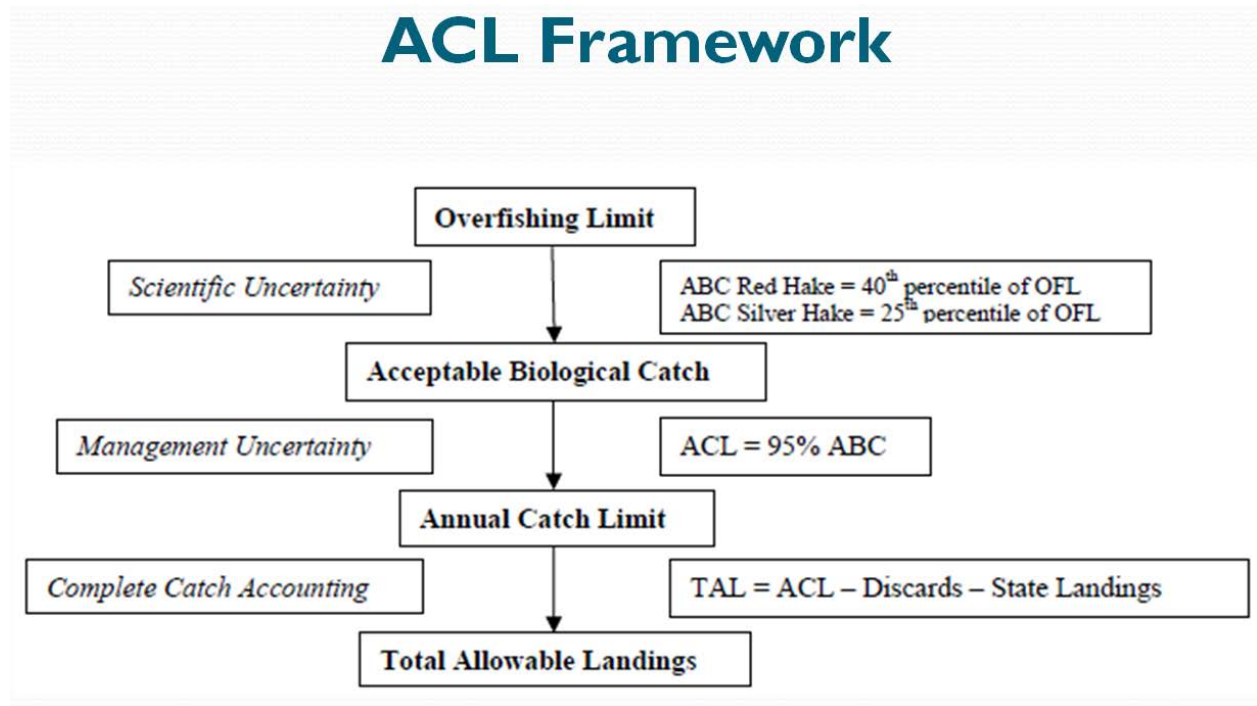 ACL Framework
Overfishing Limit
Scientific Uncertainty
ABC Red Hake = 40th percentile of OFL
ABC Silver Hake = 25th percentile of OFL
Acceptable Biological Catch
Management Uncertainty
ACL = 95% ABC
Annual Catch Limit
Complete Catch Accounting
TAL = ACL – Discards – State Landings
Total Allowable Landings